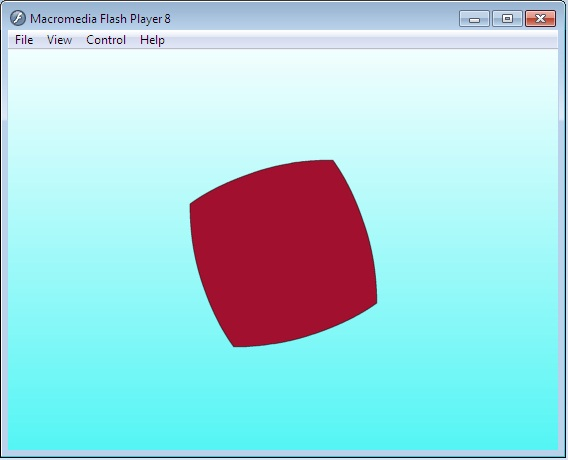 Macromedia Flash Player 8
File View Control Help